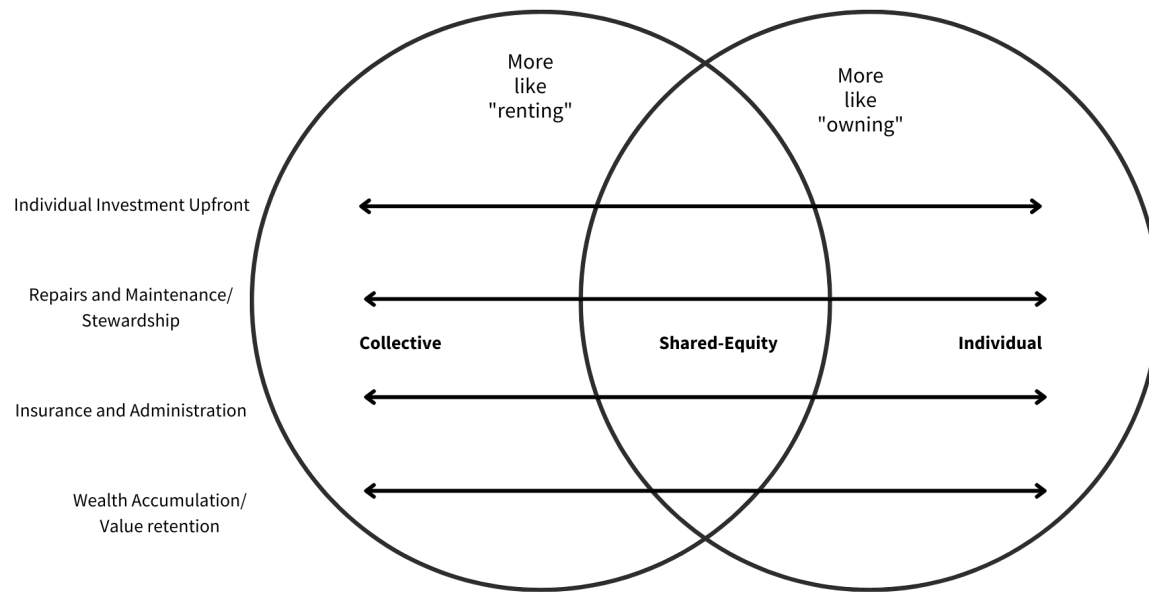 More
like
"renting"
More
like
"owning"
Individual Investment Upfront
Repairs and Maintenance/
Stewardship
Collective
Shared-Equity
Individual
Insurance and Administration
Wealth Accumulation/
Value retention